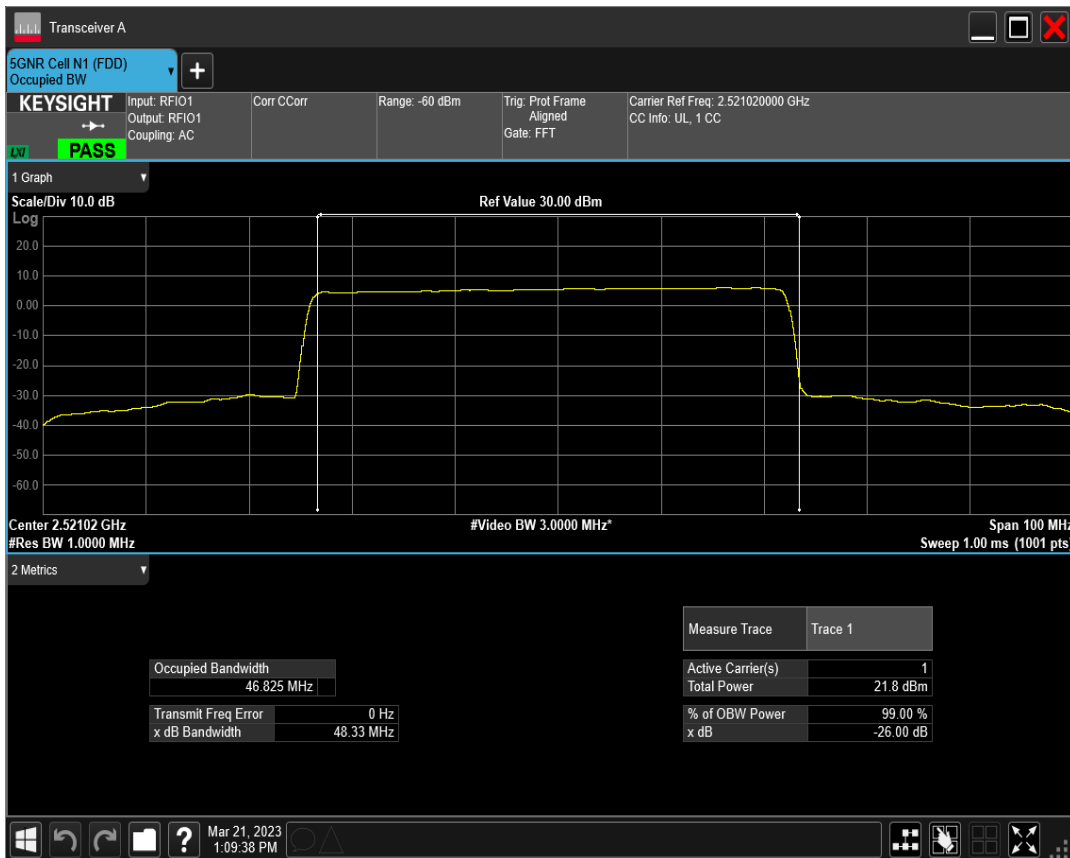 Transceiver A
5GNR Cell N1 (FDD)
Occupied BW
+
KEYSIGHT
LXI
PASS
Input: RFIO1
Output: RFIO1
Coupling: AC
Corr CCorr
Range: -60 dBm
Trig: Prot Frame
Aligned
Gate: FFT
Carrier Ref Freq: 2.521020000 GHz
CC Info: UL, 1 CC
1 Graph
Scale/Div 10.0 dB
Ref Value 30.00 dBm
Log
20.0
10.0
0.00
-10.0
-20.0
-30.0
-40.0
-50.0
-60.0
Center 2.52102 GHz
#Video BW 3.0000 MHz*
Span 100 MHz
#Res BW 1.0000 MHz
Sweep 1.00 ms (1001 pts)
2 Metrics
Measure Trace Trace 1
Occupied Bandwidth
46.825 MHz
Active Carrier(s) 1
Total Power 21.8 dBm
Transmit Freq Error 0 Hz
x dB Bandwidth 48.33 MHz
% of OBW Power 99.00 %
x dB -26.00 dB
?
Mar 21, 2023
1:09:38 PM